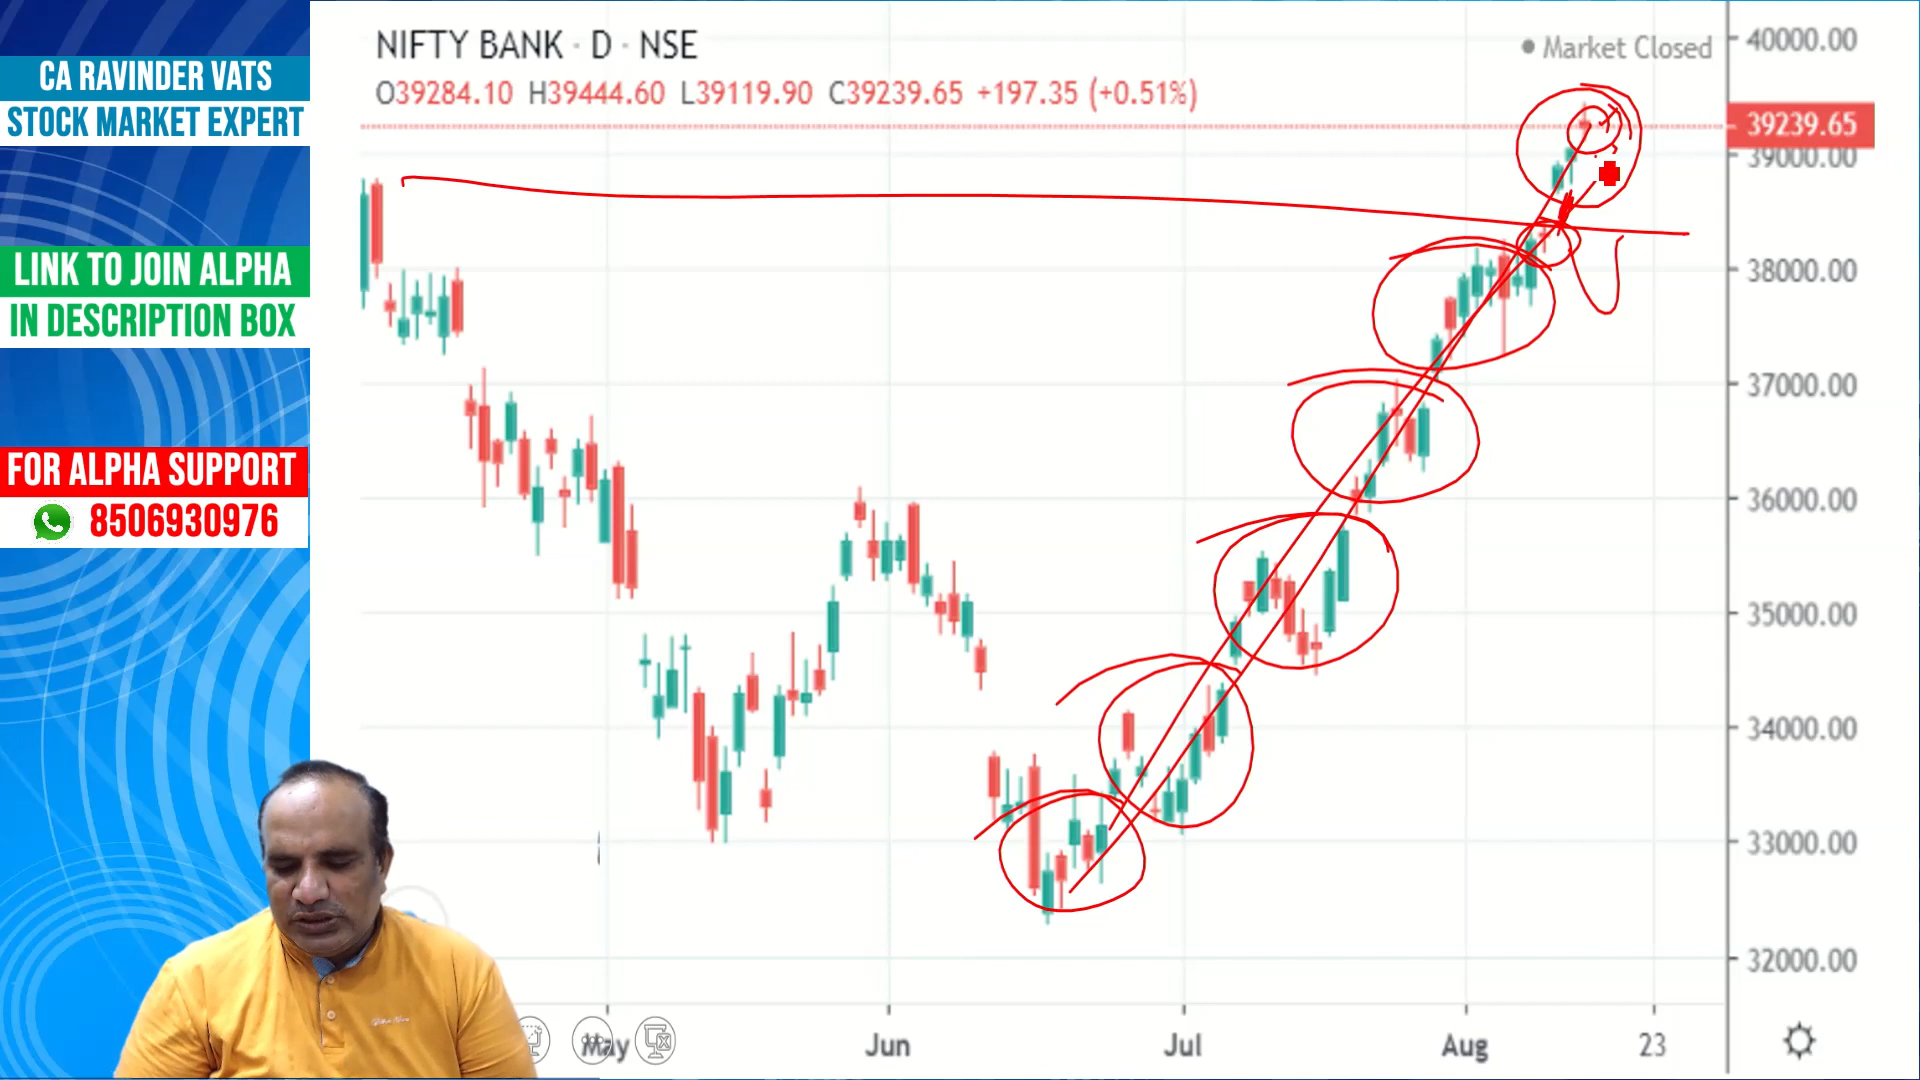 CA RAVINDER VATS
STOCK MARKET EXPERT
LINK TO JOIN ALPHA
IN DESCRIPTION BOX
FOR ALPHA SUPPORT
8506930976
NIFTY BANK · D · NSE
Market Closed
O39284.10 H39444.60 L39119.90 C39239.65 +197.35 (+0.51%)
40000.00
39239.65
39000.00
38000.00
37000.00
36000.00
35000.00
34000.00
33000.00
32000.00
May Jun Jul Aug 23